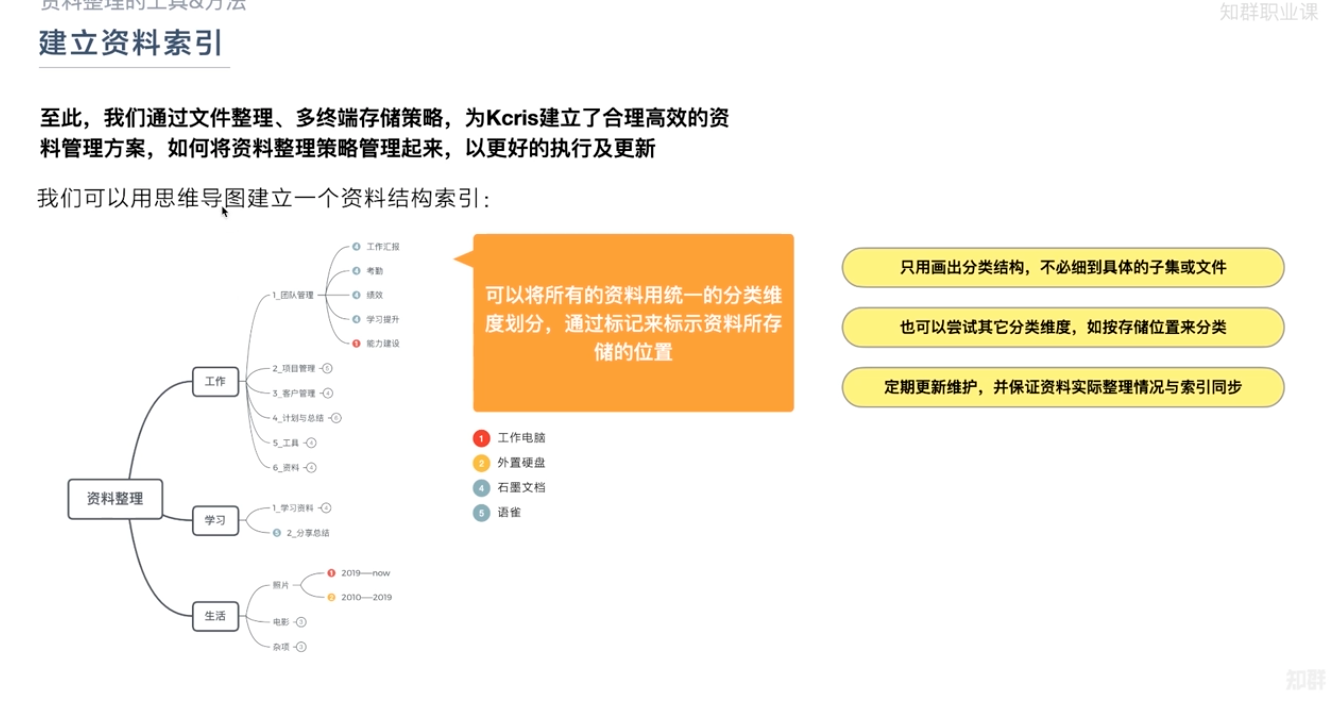 资料整理的工具&方法
知群职业课
建立资料索引
至此，我们通过文件整理、多终端存储策略，为Kcris建立了合理高效的资
料管理方案，如何将资料整理策略管理起来，以更好的执行及更新
我们可以用思维导图建立一个资料结构索引：
资料整理
工作
1_团队管理
4 工作汇报
4 考勤
4 绩效
4 学习提升
1 能力建设
2_项目管理 5
3_客户管理 4
4_计划与总结
5_工具 4
6_资料 4
学习
1_学习资料 4
5 2_分享总结
生活
照片
1 2019—now
2 2010—2019
电影 3
杂项 3
可以将所有的资料用统一的分类维
度划分，通过标记来标示资料所存
储的位置
1 工作电脑
2 外置硬盘
4 石墨文档
5 语雀
只用画出分类结构，不必细到具体的子集或文件
也可以尝试其它分类维度，如按存储位置来分类
定期更新维护，并保证资料实际整理情况与索引同步
知群